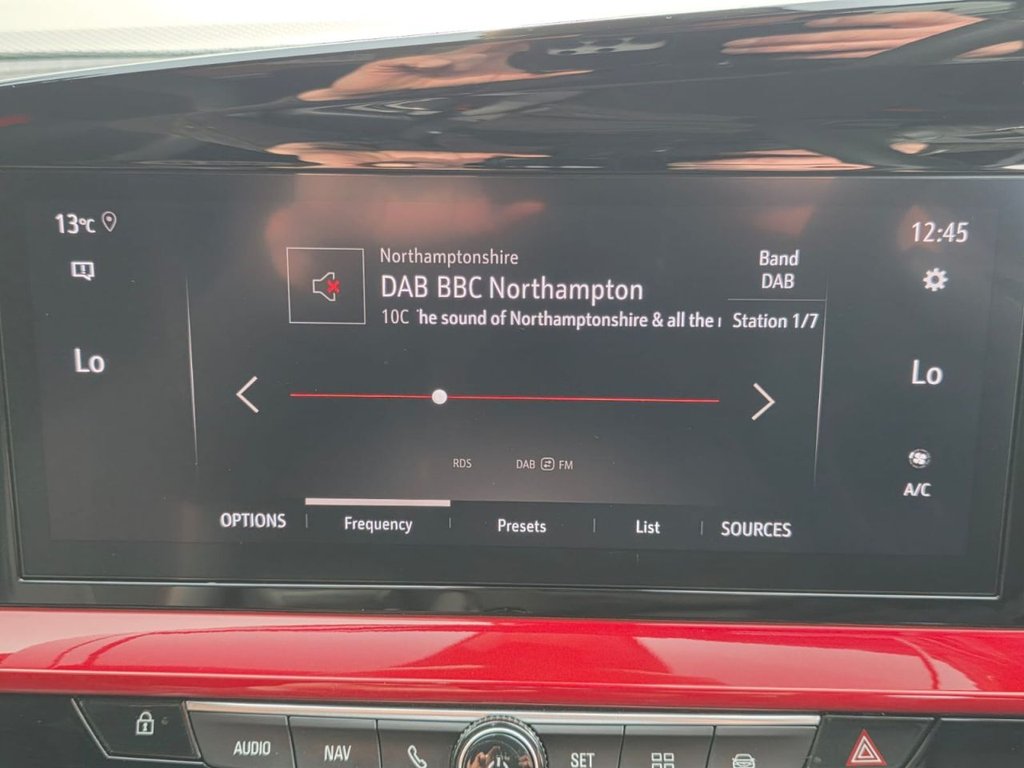 13°C
12:45
Northamptonshire
DAB BBC Northampton
10C he sound of Northamptonshire & all the
Band
DAB
Station 1/7
Lo
Lo
RDS
DAB FM
A/C
OPTIONS
Frequency
Presets
List
SOURCES
AUDIO
NAV
SET